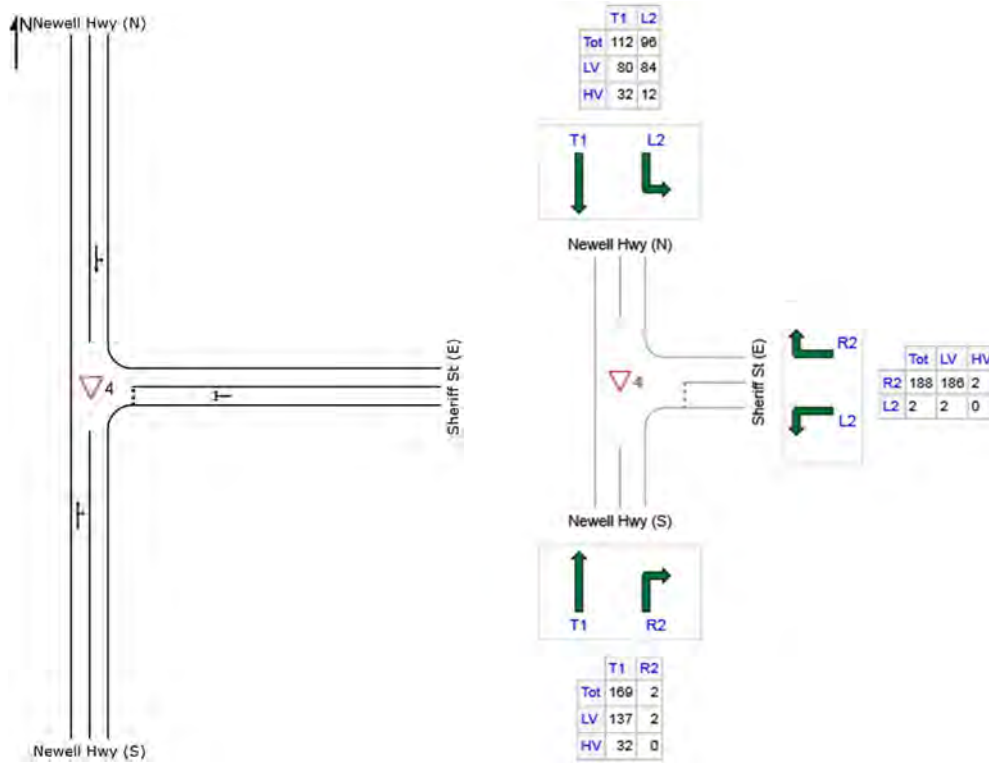 N
Newell Hwy (N)
4
Sheriff St (E)
Newell Hwy (S)
T1 L2
Tot 112 96
LV 80 84
HV 32 12
T1 L2
Newell Hwy (N)
4
Sheriff St (E)
R2
L2
Tot LV HV
R2 188 186 2
L2 2 2 0
Newell Hwy (S)
T1 R2
T1 R2
Tot 169 2
LV 137 2
HV 32 0